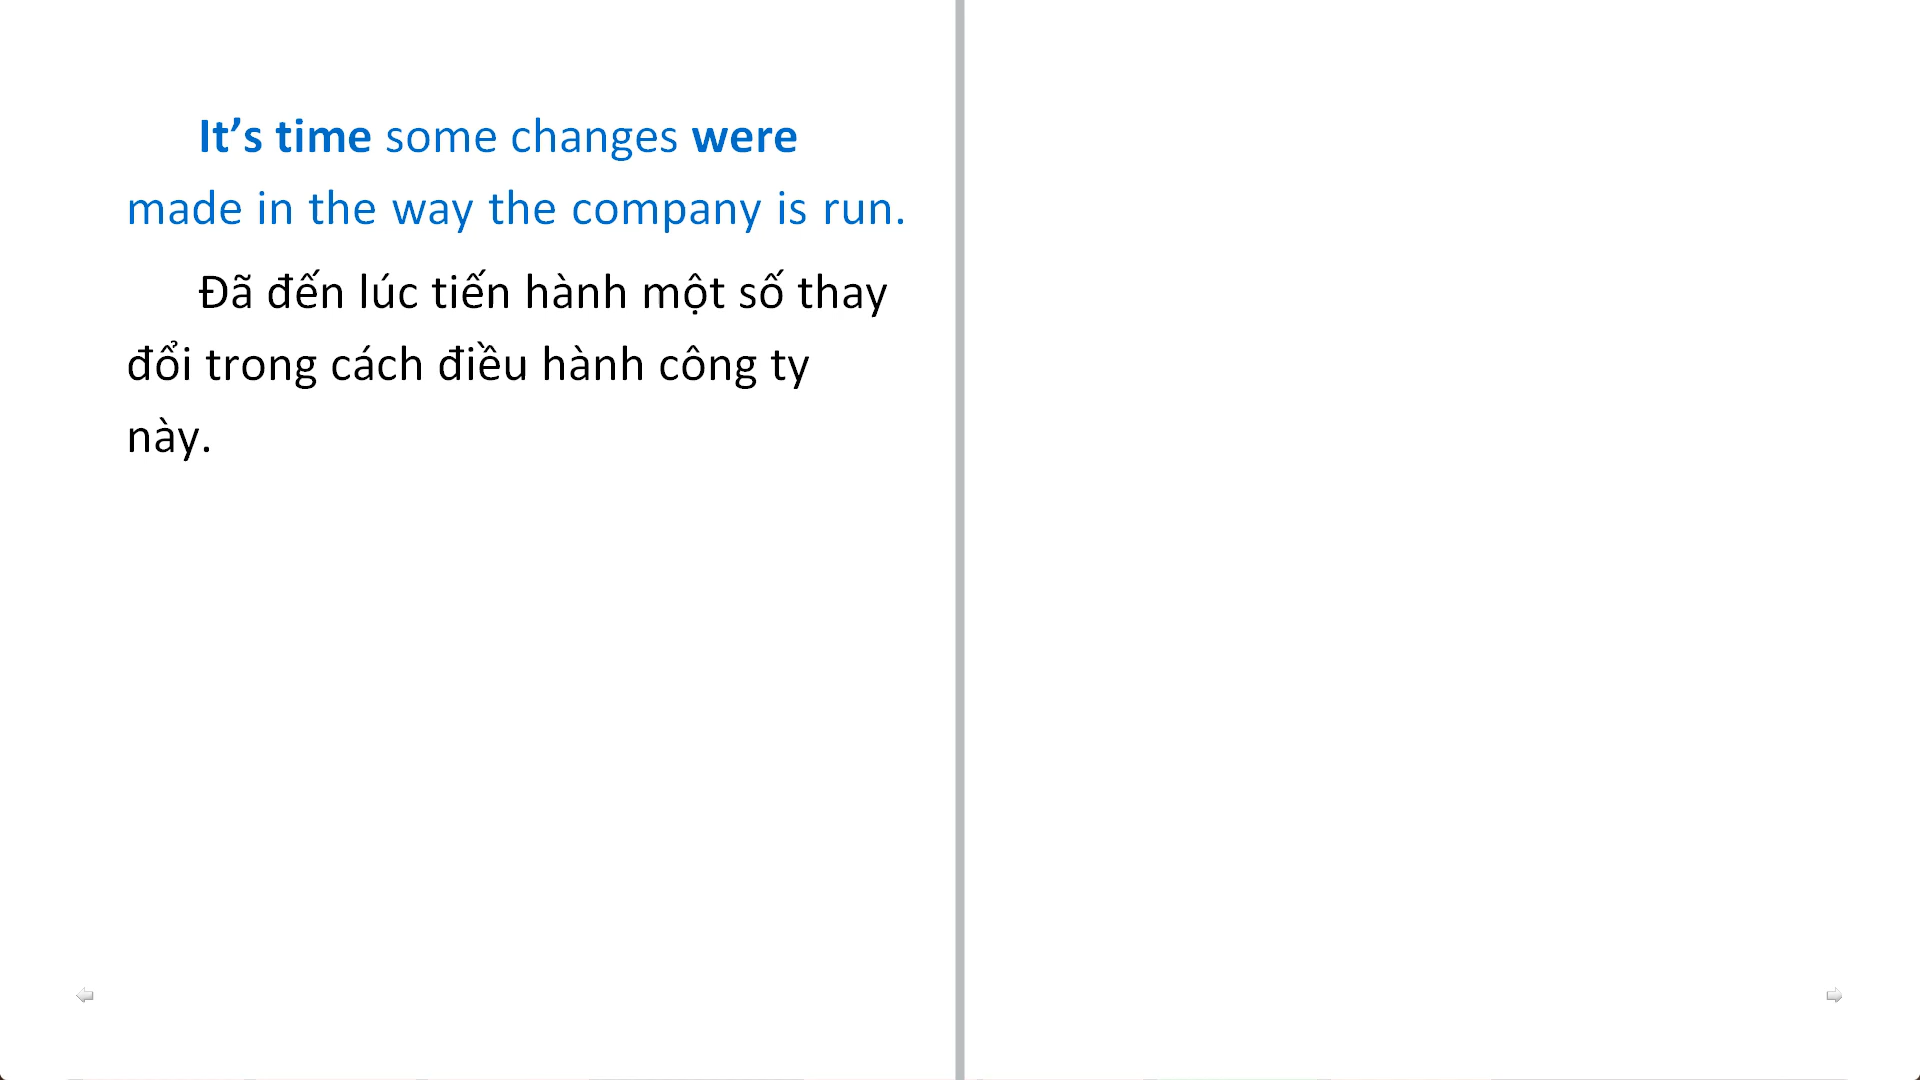 It’s time some changes were
made in the way the company is run.
Đã đến lúc tiến hành một số thay
đổi trong cách điều hành công ty
này.